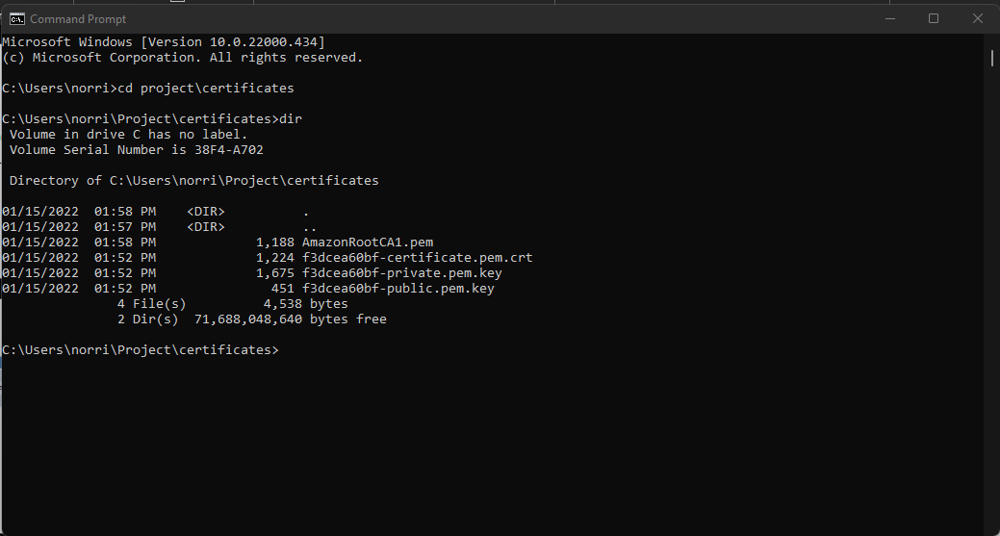 Command Prompt
Microsoft Windows [Version 10.0.22000.434]
(c) Microsoft Corporation. All rights reserved.
C:\Users\norri>cd project\certificates
C:\Users\norri\Project\certificates>dir
 Volume in drive C has no label.
 Volume Serial Number is 38F4-A702
 Directory of C:\Users\norri\Project\certificates
01/15/2022  01:58 PM    <DIR>          .
01/15/2022  01:57 PM    <DIR>          ..
01/15/2022  01:58 PM             1,188 AmazonRootCA1.pem
01/15/2022  01:52 PM             1,224 f3dcea60bf-certificate.pem.crt
01/15/2022  01:52 PM             1,675 f3dcea60bf-private.pem.key
01/15/2022  01:52 PM               451 f3dcea60bf-public.pem.key
               4 File(s)          4,538 bytes
               2 Dir(s)  71,688,048,640 bytes free
C:\Users\norri\Project\certificates>